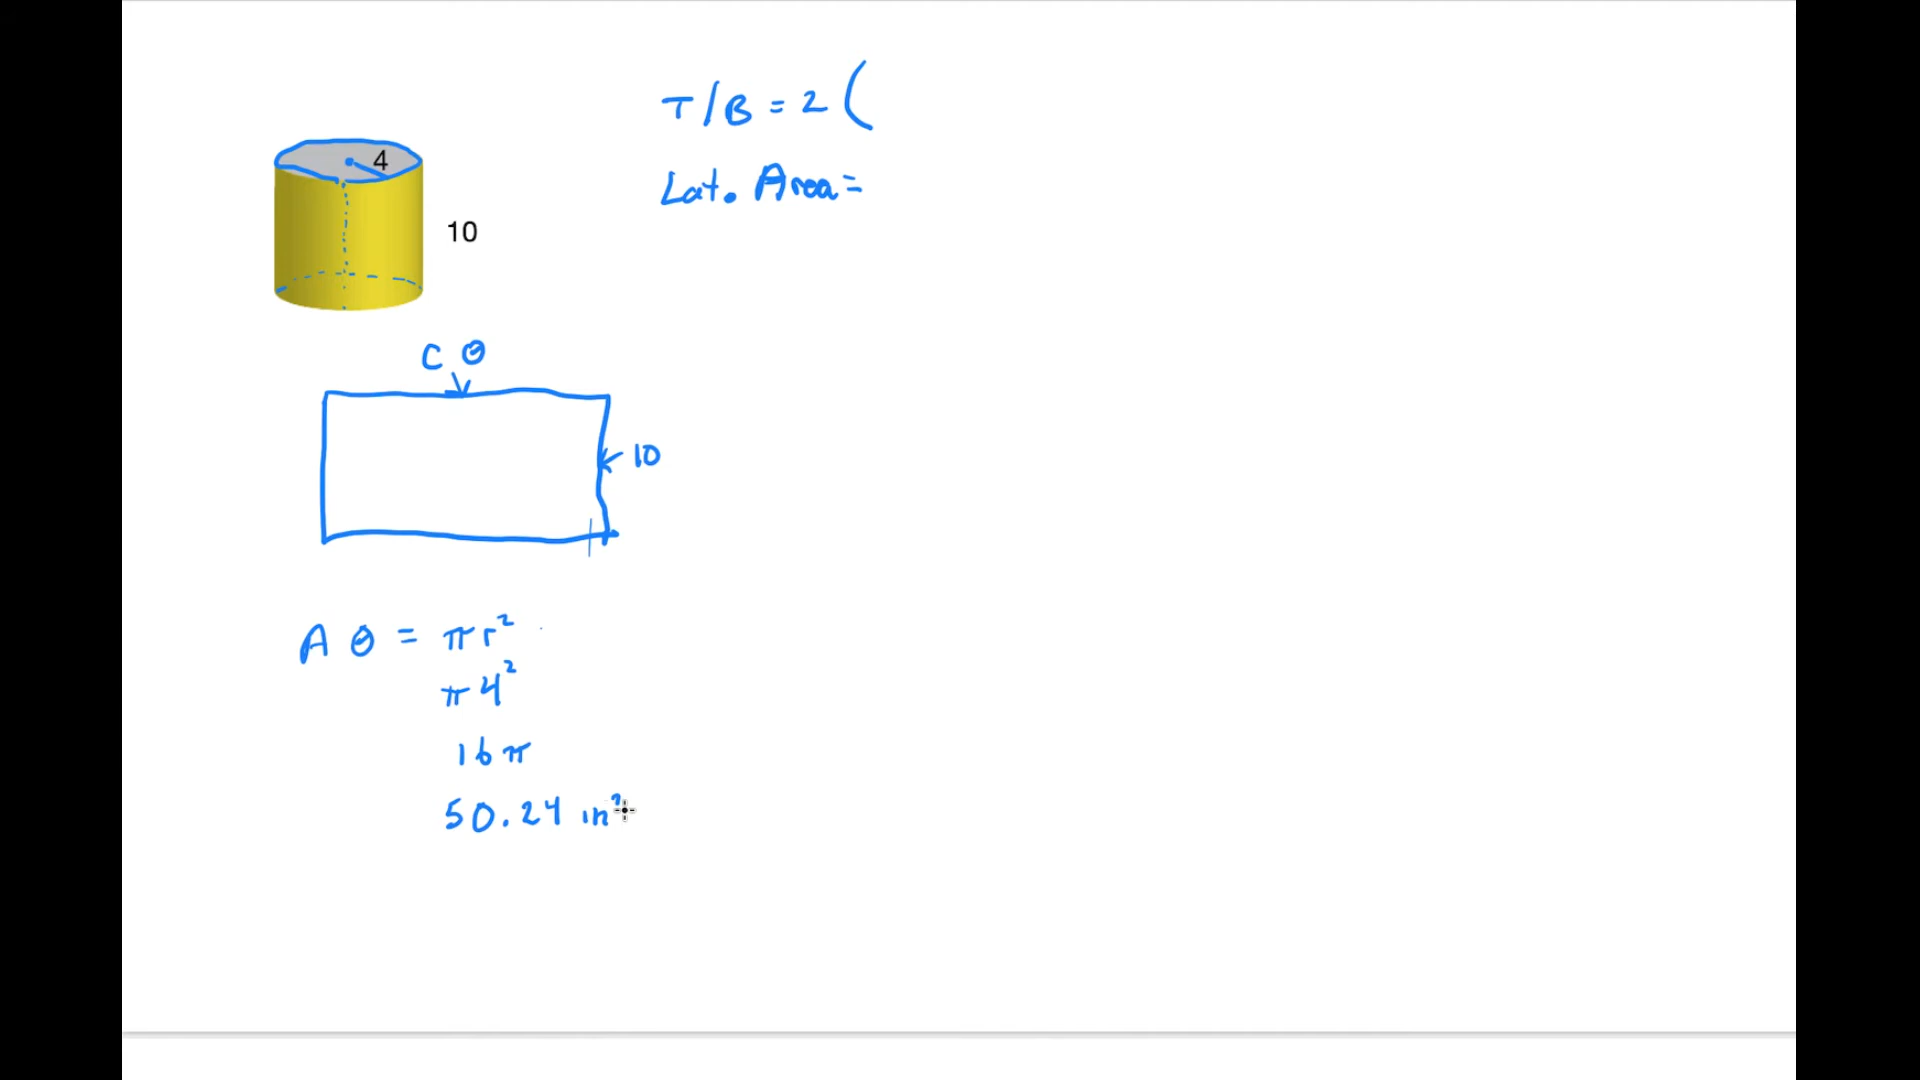 T/B = 2 (
Lat. Area =
4
10
C ⊙
10
A ⊙ = πr²
π4²
16π
50.24 in²